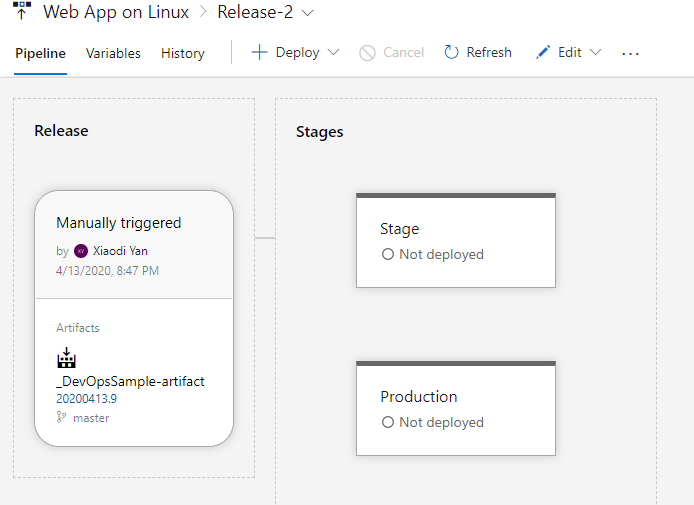 Web App on Linux > Release-2
Pipeline Variables History + Deploy Cancel Refresh Edit ...
Release
Manually triggered
by XY Xiaodi Yan
4/13/2020, 8:47 PM
Artifacts
_DevOpsSample-artifact
20200413.9
master
Stages
Stage
Not deployed
Production
Not deployed